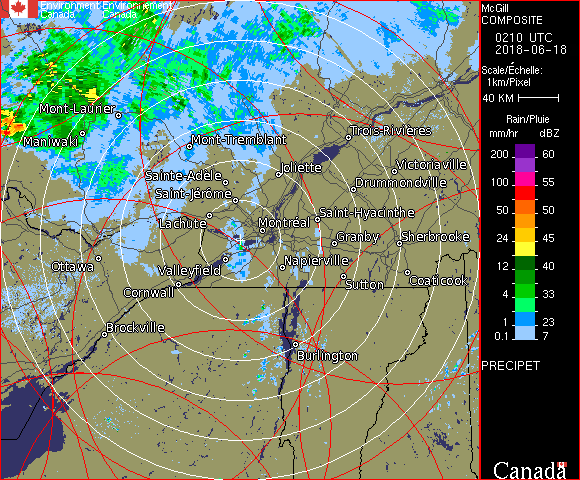 Environment Environnement
Canada Canada
Mont-Laurier
Maniwaki
Mont-Tremblant
Trois-Rivières
Sainte-Adèle
Joliette
Victoriaville
Saint-Jérôme
Drummondville
Lachute
Montréal
Saint-Hyacinthe
Granby
Sherbrooke
Ottawa
Valleyfield
Napierville
Cornwall
Sutton
Coaticook
Brockville
Burlington
McGill
COMPOSITE
0210 UTC
2018-06-18
Scale/Échelle:
1km/Pixel
40 KM
Rain/Pluie
mm/hr dBZ
200 60
100 55
50 50
24 45
12 40
4 33
1 23
0.1 7
PRECIPET
Canada